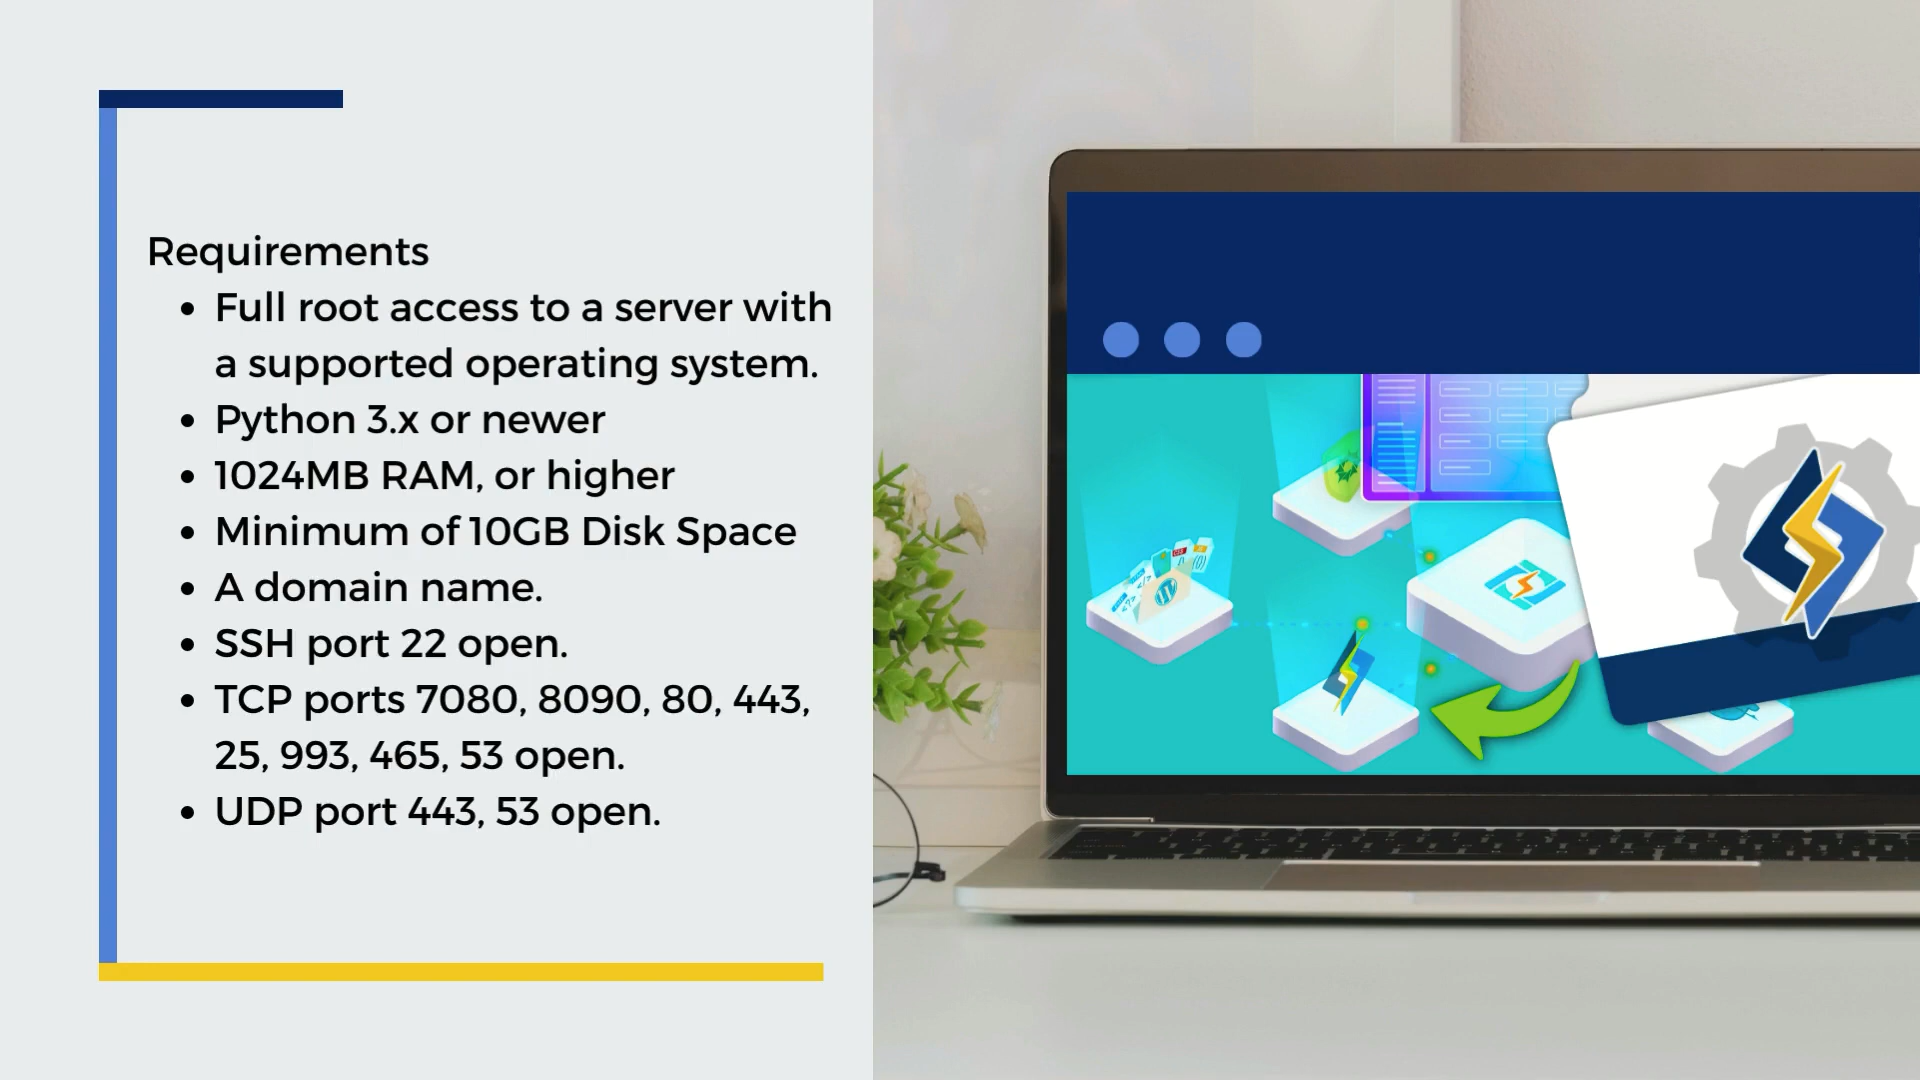 Requirements
• Full root access to a server with
a supported operating system.
• Python 3.x or newer
• 1024MB RAM, or higher
• Minimum of 10GB Disk Space
• A domain name.
• SSH port 22 open.
• TCP ports 7080, 8090, 80, 443,
25, 993, 465, 53 open.
• UDP port 443, 53 open.